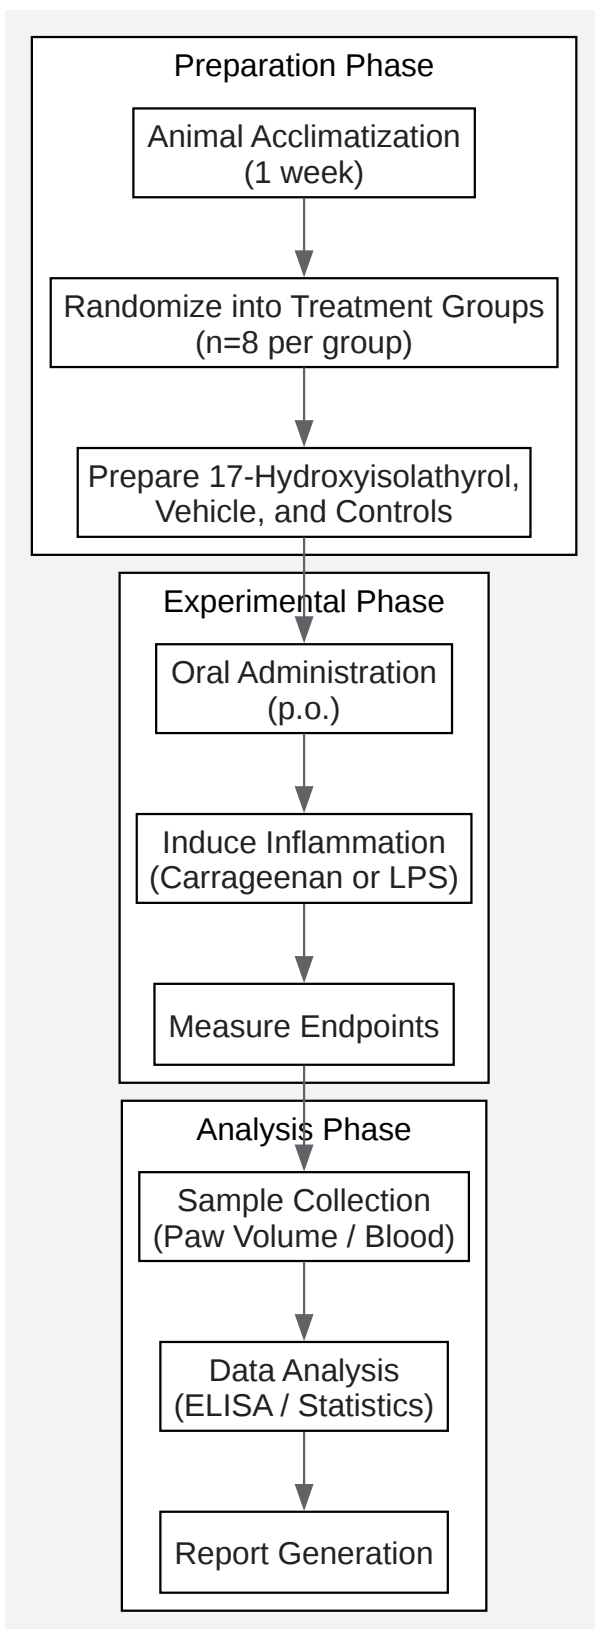 Preparation Phase
Animal Acclimatization
(1 week)
Randomize into Treatment Groups
(n=8 per group)
Prepare 17-Hydroxyisolathyrol,
Vehicle, and Controls
Experimental Phase
Oral Administration
(p.o.)
Induce Inflammation
(Carrageenan or LPS)
Measure Endpoints
Analysis Phase
Sample Collection
(Paw Volume / Blood)
Data Analysis
(ELISA / Statistics)
Report Generation